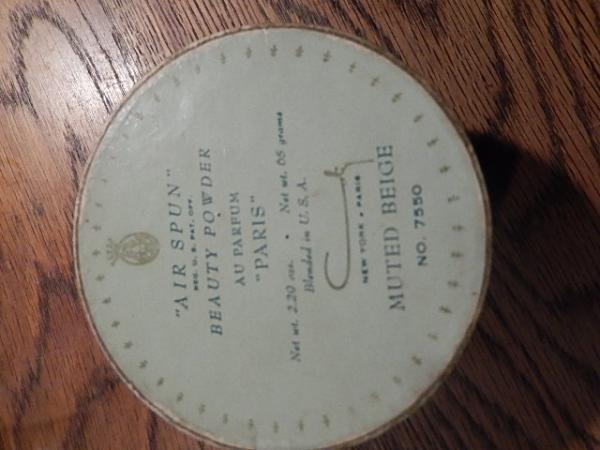 "AIR SPUN"
REG. U. S. PAT. OFF.
BEAUTY POWDER
AU PARFUM
"PARIS"
Net wt. 2.20 ozs. • Net wt. 65 grams
Blended in U. S. A.
Coty
NEW YORK • PARIS
MUTED BEIGE
NO. 7550